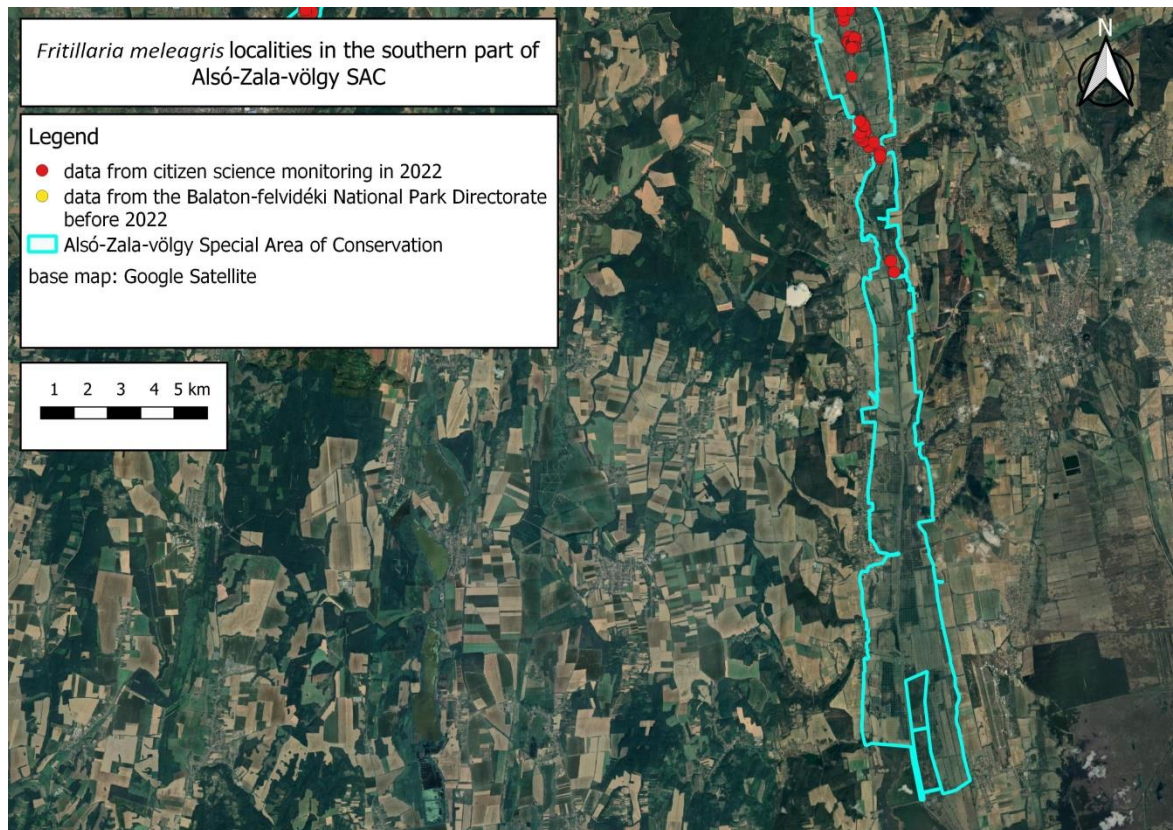 Fritillaria meleagris localities in the southern part of
Alsó-Zala-völgy SAC
N
Legend
data from citizen science monitoring in 2022
data from the Balaton-felvidéki National Park Directorate
before 2022
Alsó-Zala-völgy Special Area of Conservation
base map: Google Satellite
1 2 3 4 5 km